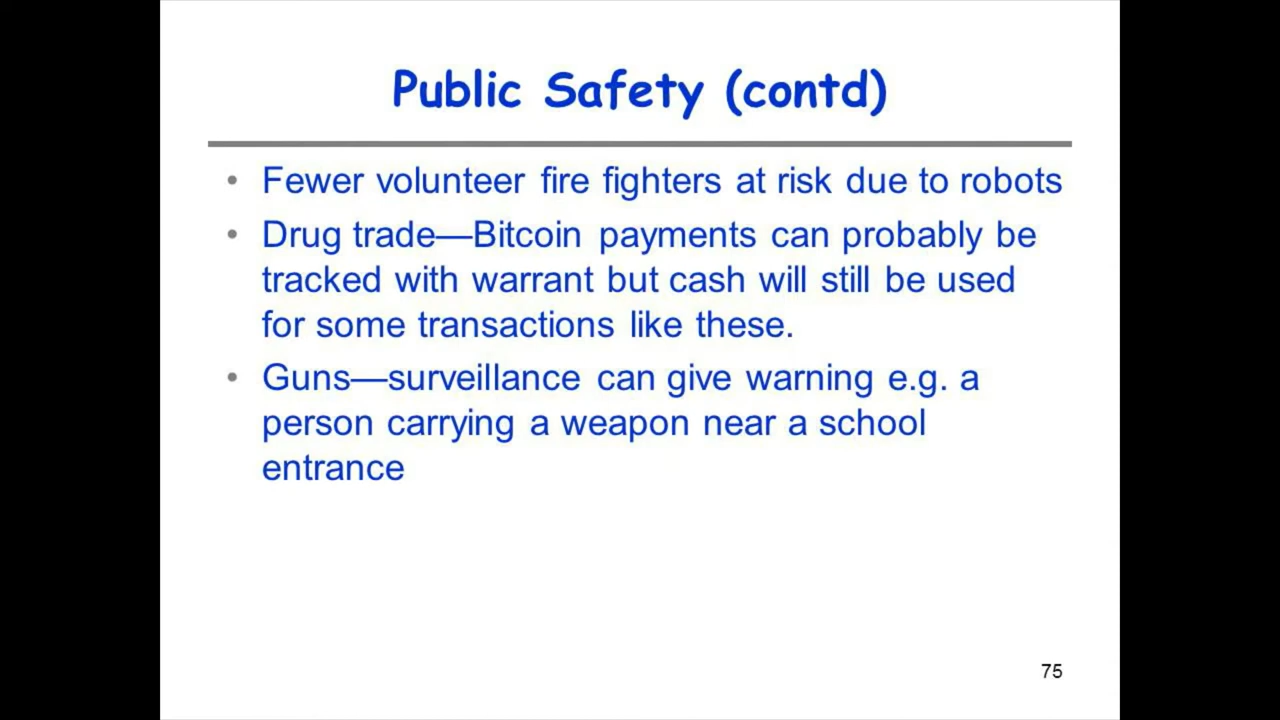 Public Safety (contd)
• Fewer volunteer fire fighters at risk due to robots
• Drug trade—Bitcoin payments can probably be
tracked with warrant but cash will still be used
for some transactions like these.
• Guns—surveillance can give warning e.g. a
person carrying a weapon near a school
entrance
75